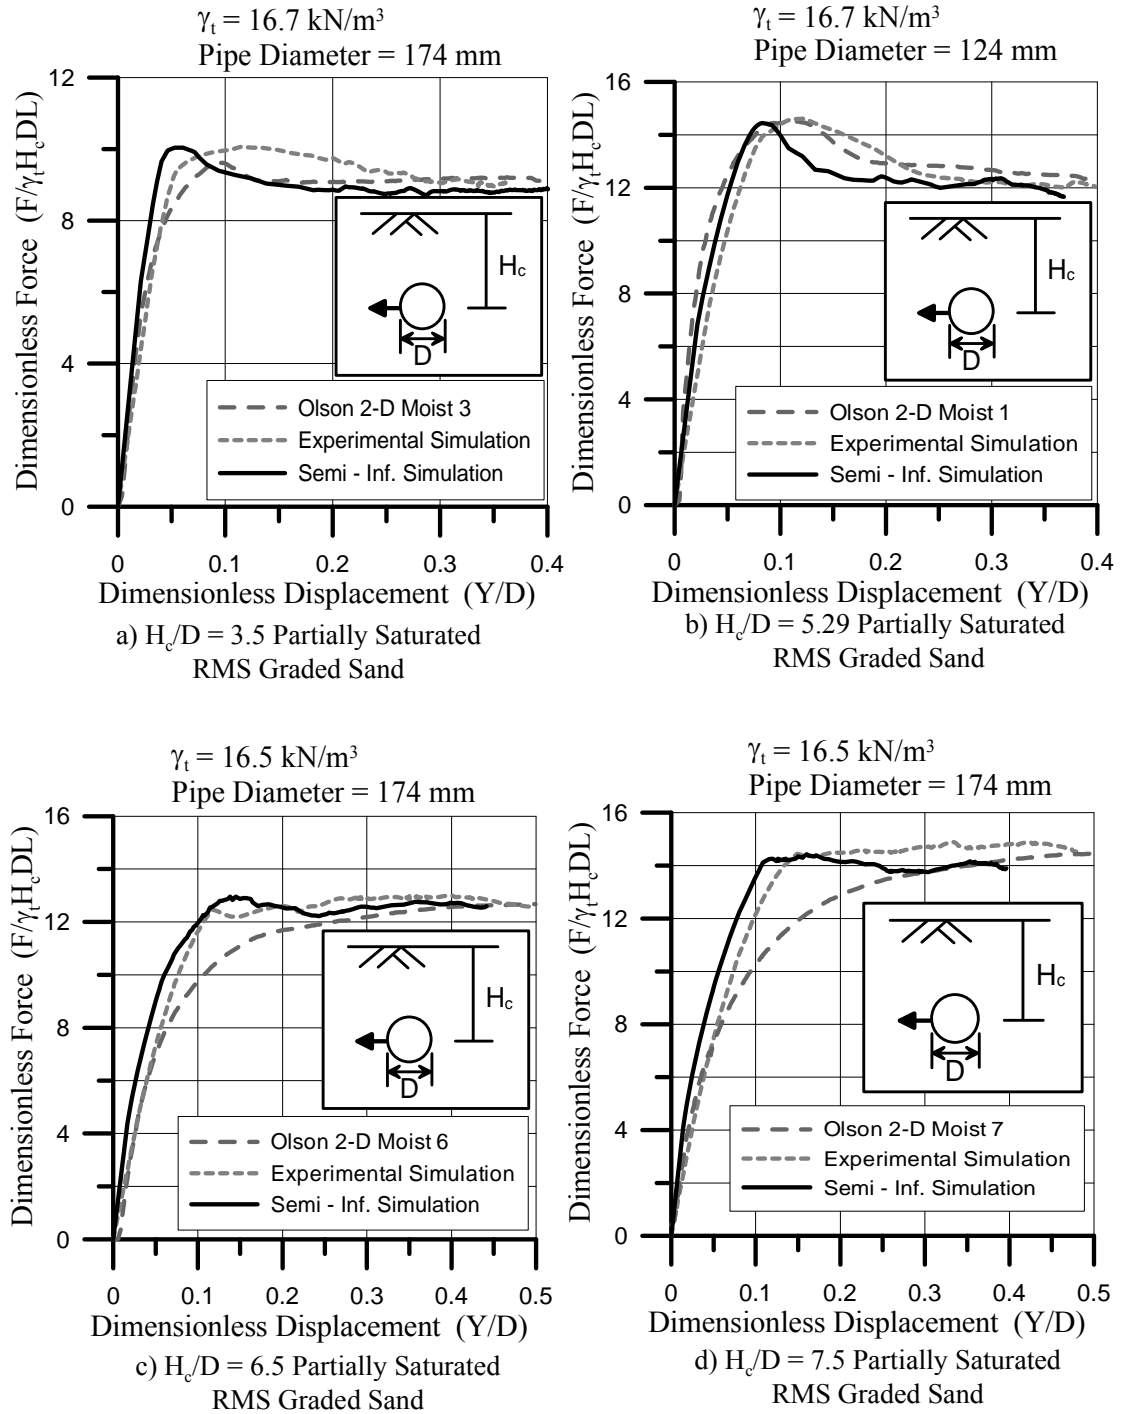 γt = 16.7 kN/m³
Pipe Diameter = 174 mm
12
8
4
0
0 0.1 0.2 0.3 0.4
Dimensionless Force (F/γtHcDL)
Hc
D
Olson 2-D Moist 3
Experimental Simulation
Semi - Inf. Simulation
Dimensionless Displacement (Y/D)
a) Hc/D = 3.5 Partially Saturated
RMS Graded Sand
γt = 16.7 kN/m³
Pipe Diameter = 124 mm
16
12
8
4
0
0 0.1 0.2 0.3 0.4
Dimensionless Force (F/γtHcDL)
Hc
D
Olson 2-D Moist 1
Experimental Simulation
Semi - Inf. Simulation
Dimensionless Displacement (Y/D)
b) Hc/D = 5.29 Partially Saturated
RMS Graded Sand
γt = 16.5 kN/m³
Pipe Diameter = 174 mm
16
12
8
4
0
0 0.1 0.2 0.3 0.4 0.5
Dimensionless Force (F/γtHcDL)
Hc
D
Olson 2-D Moist 6
Experimental Simulation
Semi - Inf. Simulation
Dimensionless Displacement (Y/D)
c) Hc/D = 6.5 Partially Saturated
RMS Graded Sand
γt = 16.5 kN/m³
Pipe Diameter = 174 mm
16
12
8
4
0
0 0.1 0.2 0.3 0.4 0.5
Dimensionless Force (F/γtHcDL)
Hc
D
Olson 2-D Moist 7
Experimental Simulation
Semi - Inf. Simulation
Dimensionless Displacement (Y/D)
d) Hc/D = 7.5 Partially Saturated
RMS Graded Sand